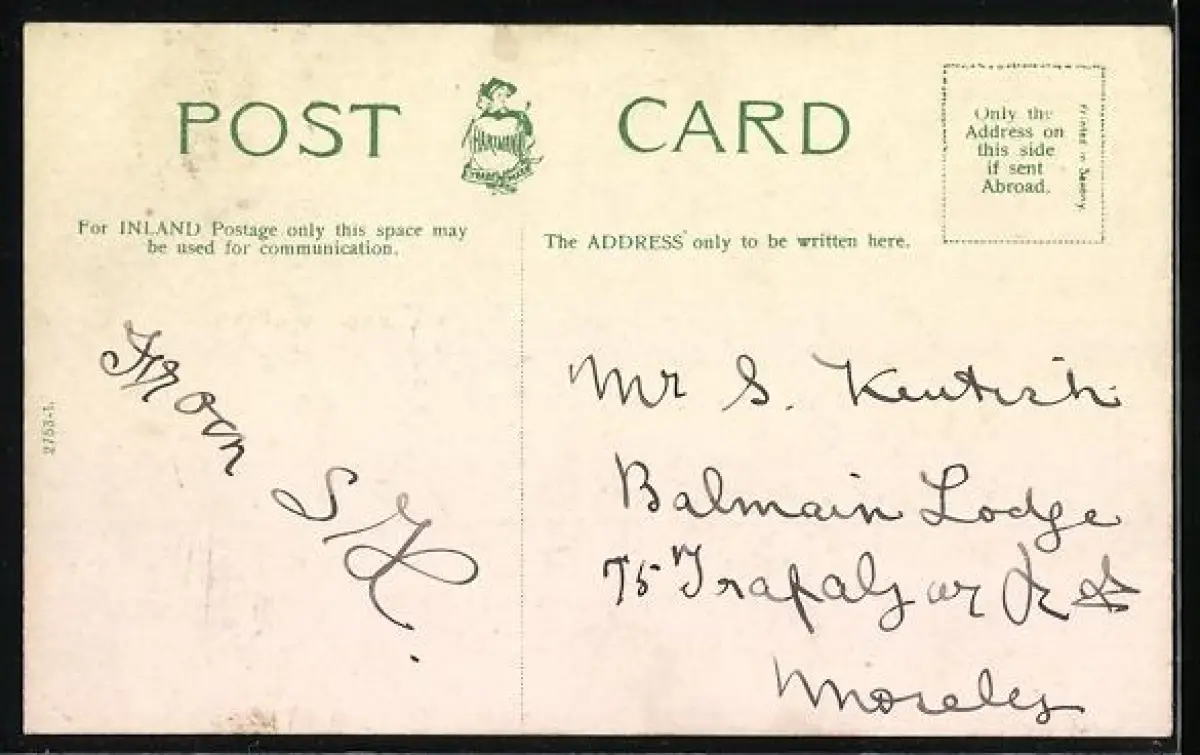 POST CARD
HARTMANN
TRADE MARK
Only the
Address on
this side
if sent
Abroad.
Printed in Saxony.
For INLAND Postage only this space may
be used for communication.
The ADDRESS only to be written here.
2753-1.
From
S K.
Mr S. Kentish
Balmain Lodge
75 Trafalgar Rd
Moseley